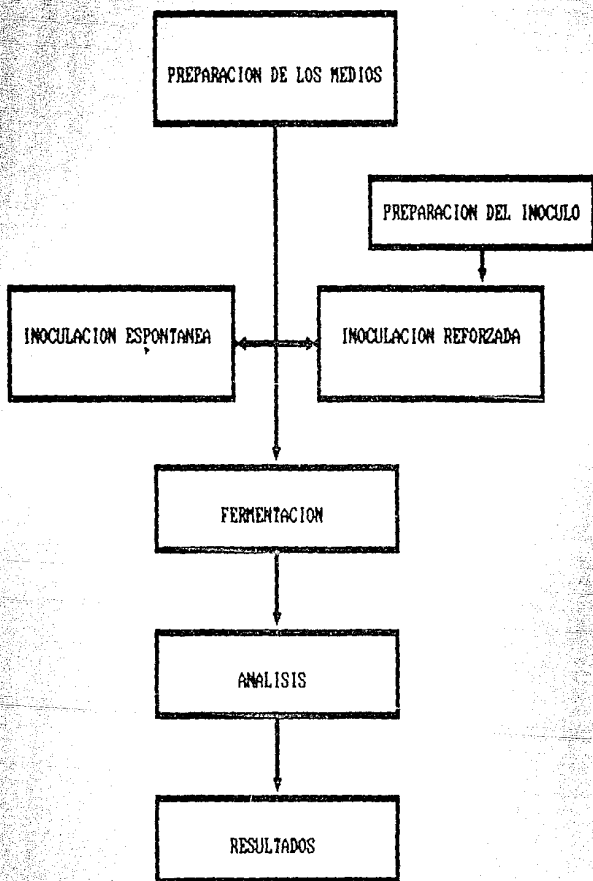 PREPARACION DE LOS MEDIOS
PREPARACION DEL INOCULO
INOCULACION ESPONTANEA
INOCULACION REFORZADA
FERMENTACION
ANALISIS
RESULTADOS